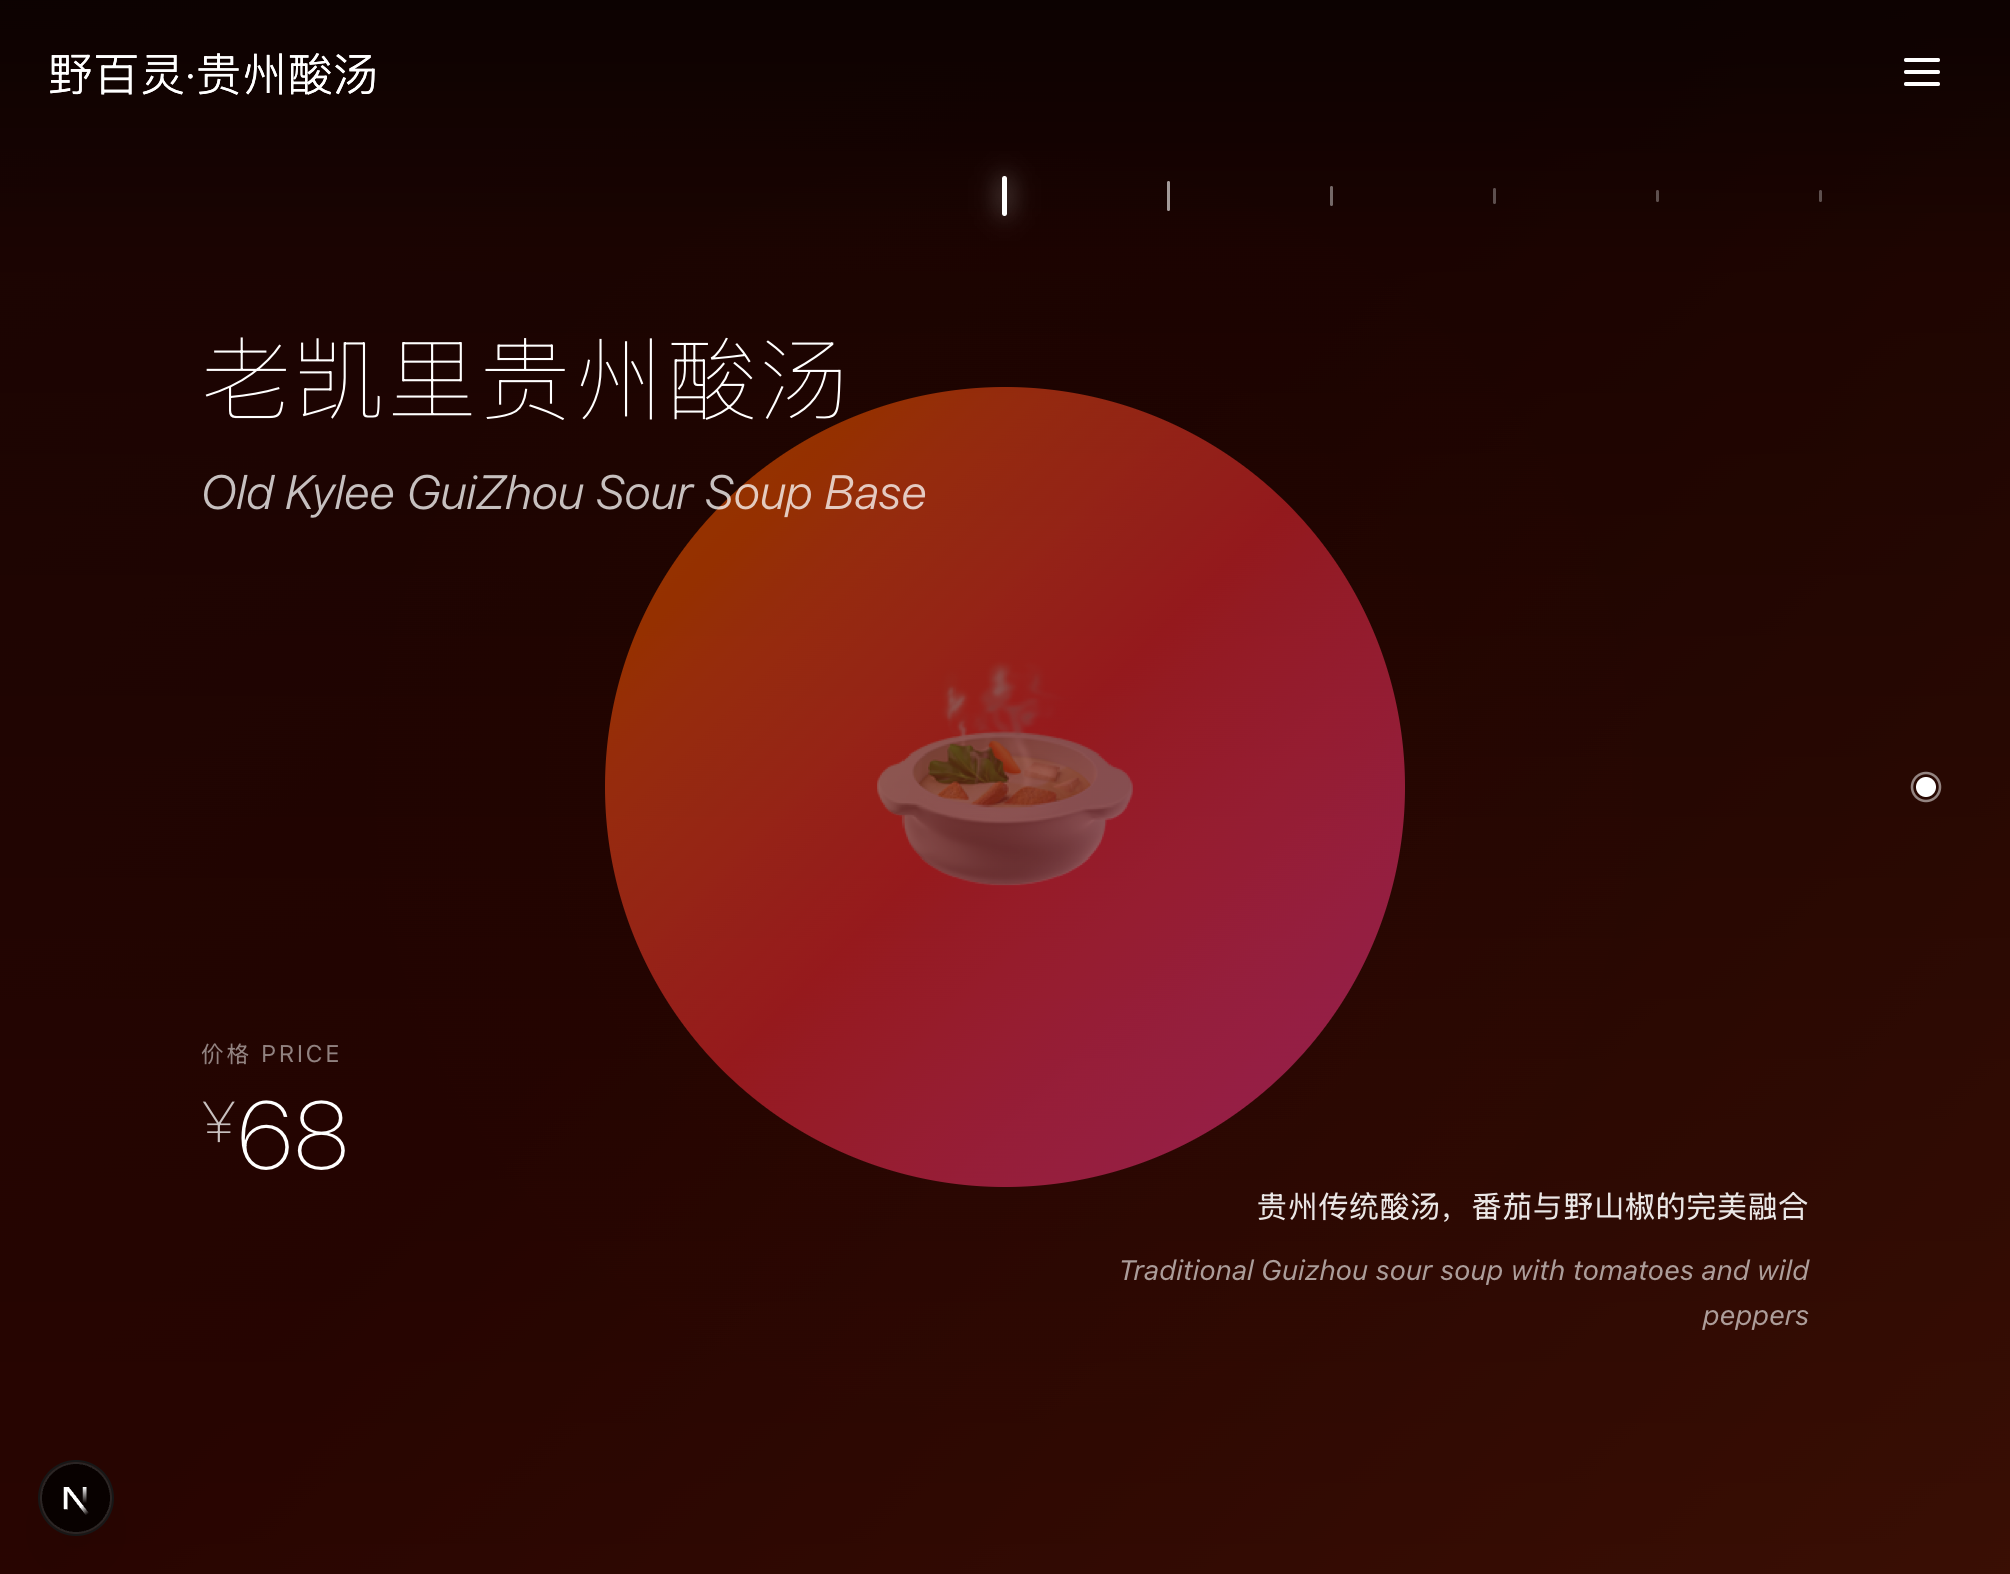 野百灵·贵州酸汤
老凯里贵州酸汤
Old Kylee GuiZhou Sour Soup Base
价格 PRICE
¥68
贵州传统酸汤，番茄与野山椒的完美融合
Traditional Guizhou sour soup with tomatoes and wild
peppers
N